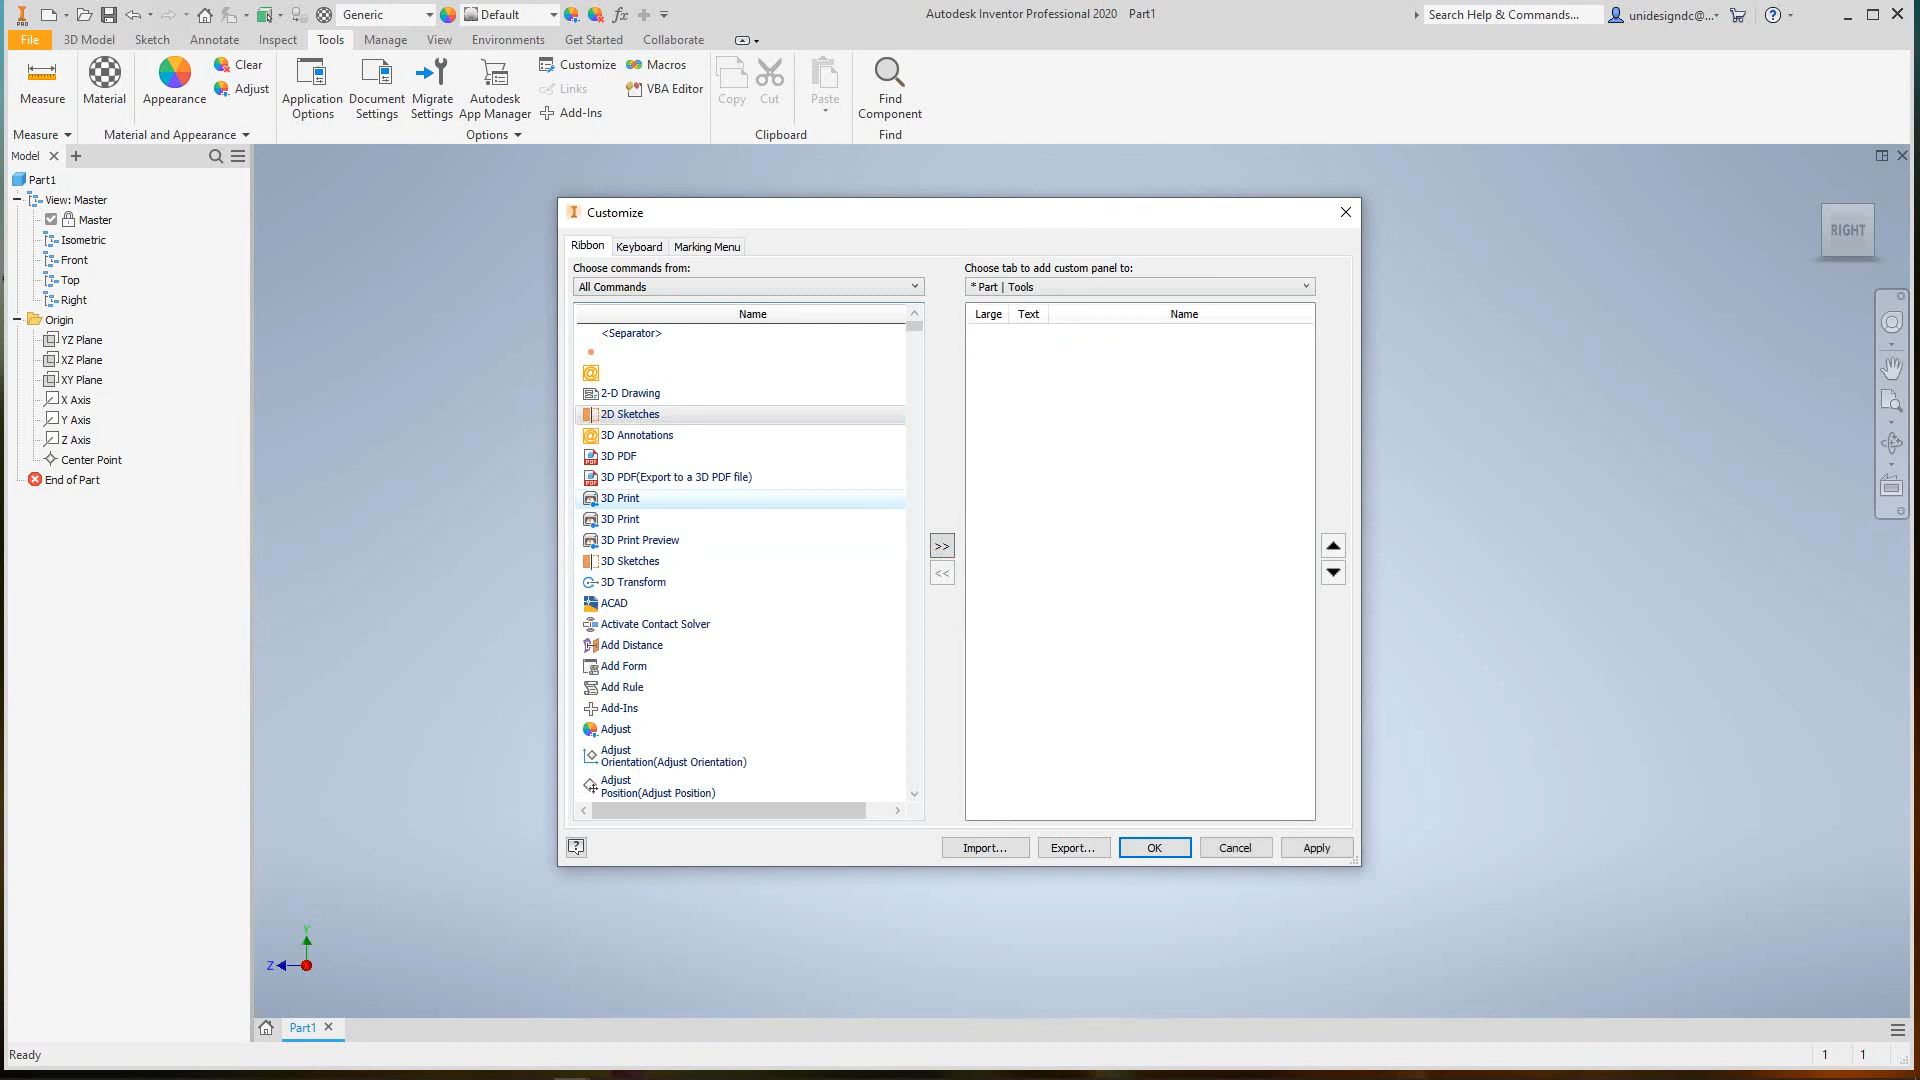 Generic
Default
Autodesk Inventor Professional 2020 Part1
Search Help & Commands...
unidesigndc@...
File
3D Model
Sketch
Annotate
Inspect
Tools
Manage
View
Environments
Get Started
Collaborate
Measure
Material
Appearance
Clear
Adjust
Application Options
Document Settings
Migrate Settings
Autodesk App Manager
Customize
Links
Add-Ins
Macros
VBA Editor
Copy
Cut
Paste
Find Component
Measure
Material and Appearance
Options
Clipboard
Find
Model
Part1
View: Master
Master
Isometric
Front
Top
Right
Origin
YZ Plane
XZ Plane
XY Plane
X Axis
Y Axis
Z Axis
Center Point
End of Part
RIGHT
Customize
Ribbon
Keyboard
Marking Menu
Choose commands from:
All Commands
Name
<Separator>
2-D Drawing
2D Sketches
3D Annotations
3D PDF
3D PDF(Export to a 3D PDF file)
3D Print
3D Print
3D Print Preview
3D Sketches
3D Transform
ACAD
Activate Contact Solver
Add Distance
Add Form
Add Rule
Add-Ins
Adjust
Adjust
Orientation(Adjust Orientation)
Adjust
Position(Adjust Position)
>>
<<
Choose tab to add custom panel to:
*Part | Tools
Large Text Name
Import...
Export...
OK
Cancel
Apply
Y
Z
Part1
Ready
1 1